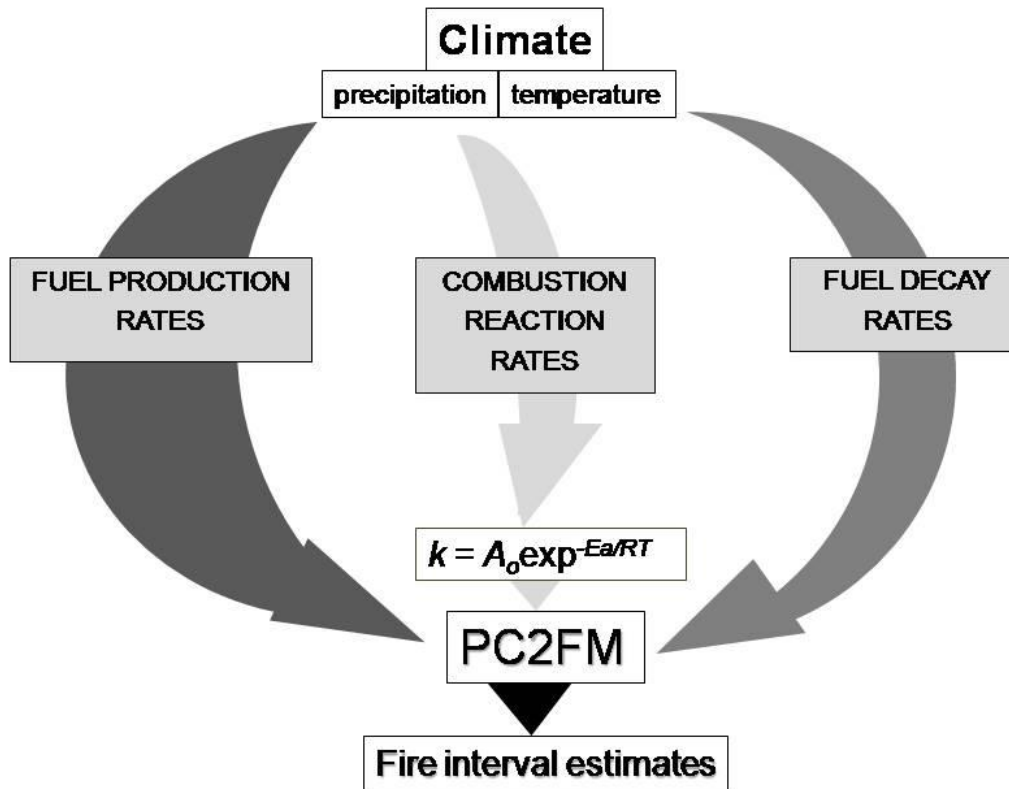 Climate
precipitation temperature
FUEL PRODUCTION
RATES
COMBUSTION
REACTION
RATES
FUEL DECAY
RATES
k = Aₒexp^-Ea/RT
PC2FM
Fire interval estimates